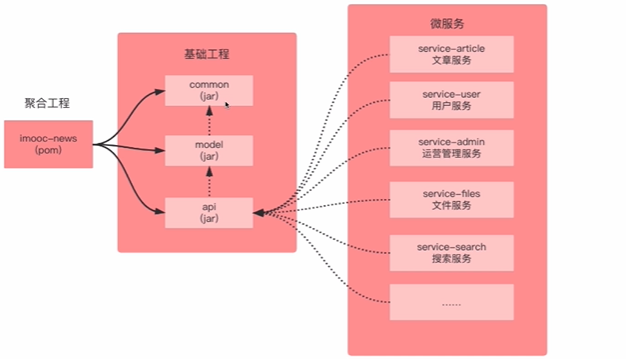 聚合工程
imooc-news
(pom)
基础工程
common
(jar)
model
(jar)
api
(jar)
微服务
service-article
文章服务
service-user
用户服务
service-admin
运营管理服务
service-files
文件服务
service-search
搜索服务
......